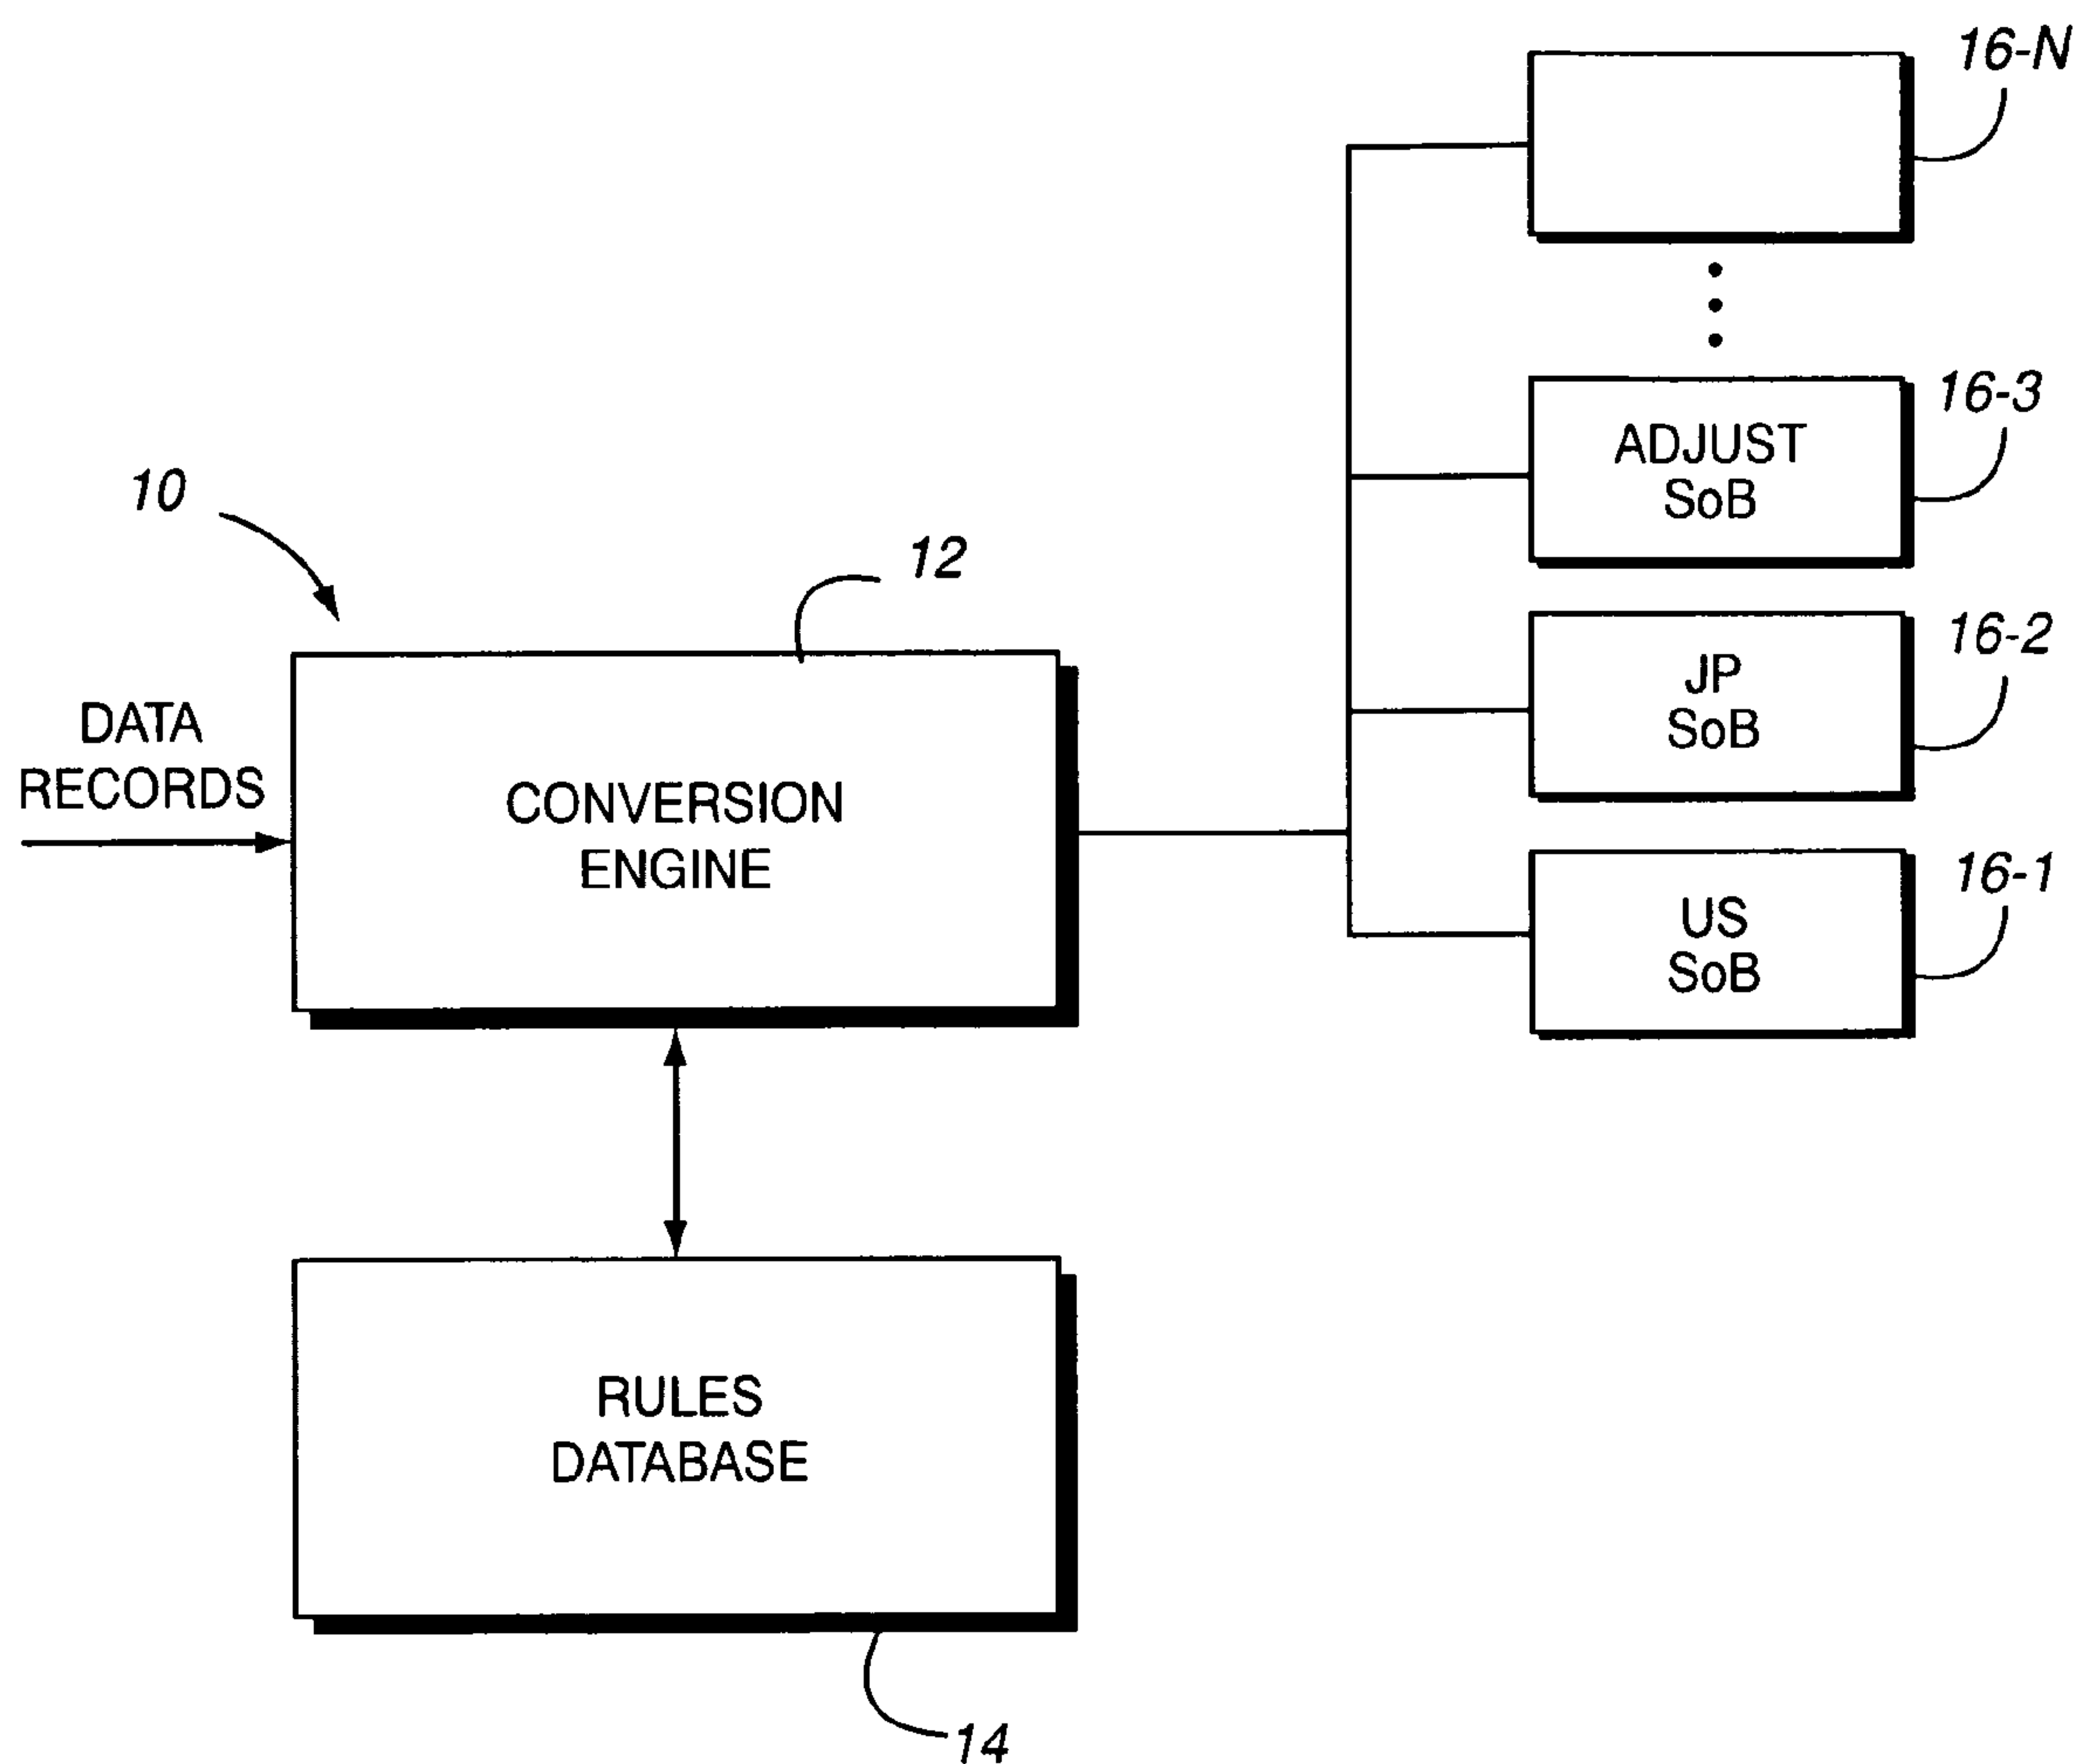 16-N
16-3
ADJUST
SoB
10
12
16-2
JP
SoB
DATA
RECORDS
CONVERSION
ENGINE
16-1
US
SoB
RULES
DATABASE
14